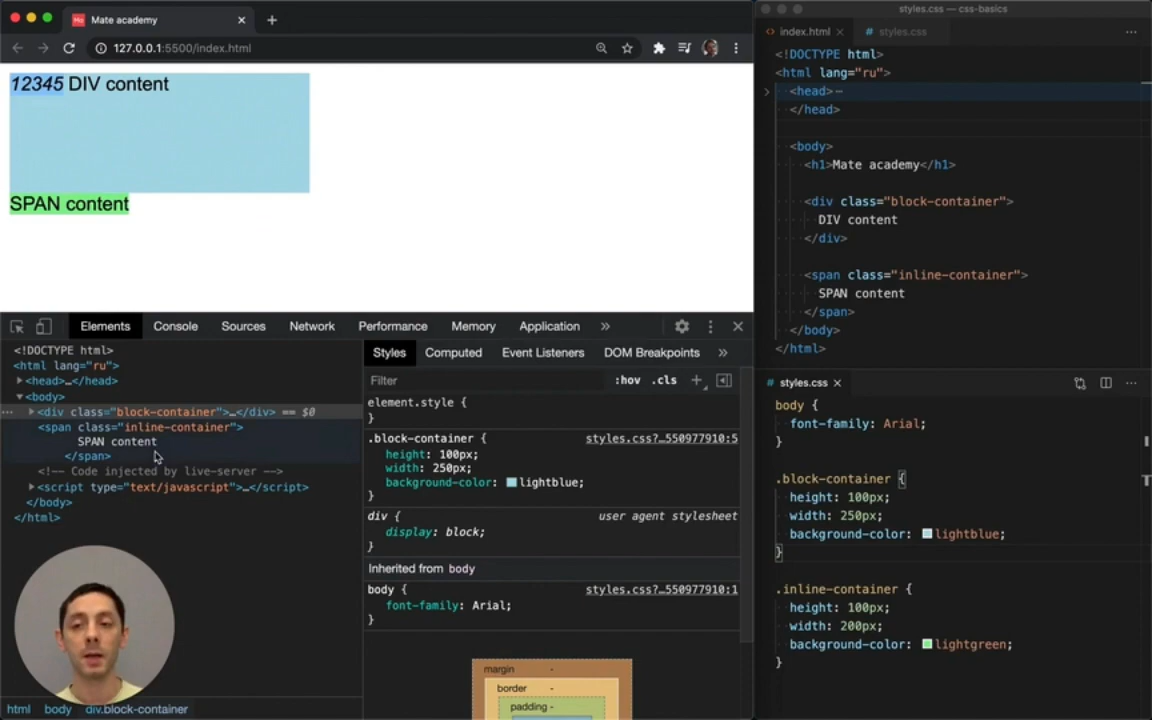 Mate academy
127.0.0.1:5500/index.html
12345 DIV content
SPAN content
Elements Console Sources Network Performance Memory Application »
<!DOCTYPE html>
<html lang="ru">
<head>…</head>
<body>
<div class="block-container">…</div> == $0
<span class="inline-container">
SPAN content
</span>
<!-- Code injected by live-server -->
<script type="text/javascript">…</script>
</body>
</html>
html body div.block-container
Styles Computed Event Listeners DOM Breakpoints »
Filter :hov .cls
element.style {
}
.block-container { styles.css?…550977910:5
height: 100px;
width: 250px;
background-color: lightblue;
}
div { user agent stylesheet
display: block;
}
Inherited from body
body { styles.css?…550977910:1
font-family: Arial;
}
margin -
border -
padding -
styles.css — css-basics
index.html styles.css
<!DOCTYPE html>
<html lang="ru">
<head>
</head>
<body>
<h1>Mate academy</h1>
<div class="block-container">
DIV content
</div>
<span class="inline-container">
SPAN content
</span>
</body>
</html>
styles.css
body {
font-family: Arial;
}
.block-container {
height: 100px;
width: 250px;
background-color: lightblue;
}
.inline-container {
height: 100px;
width: 200px;
background-color: lightgreen;
}